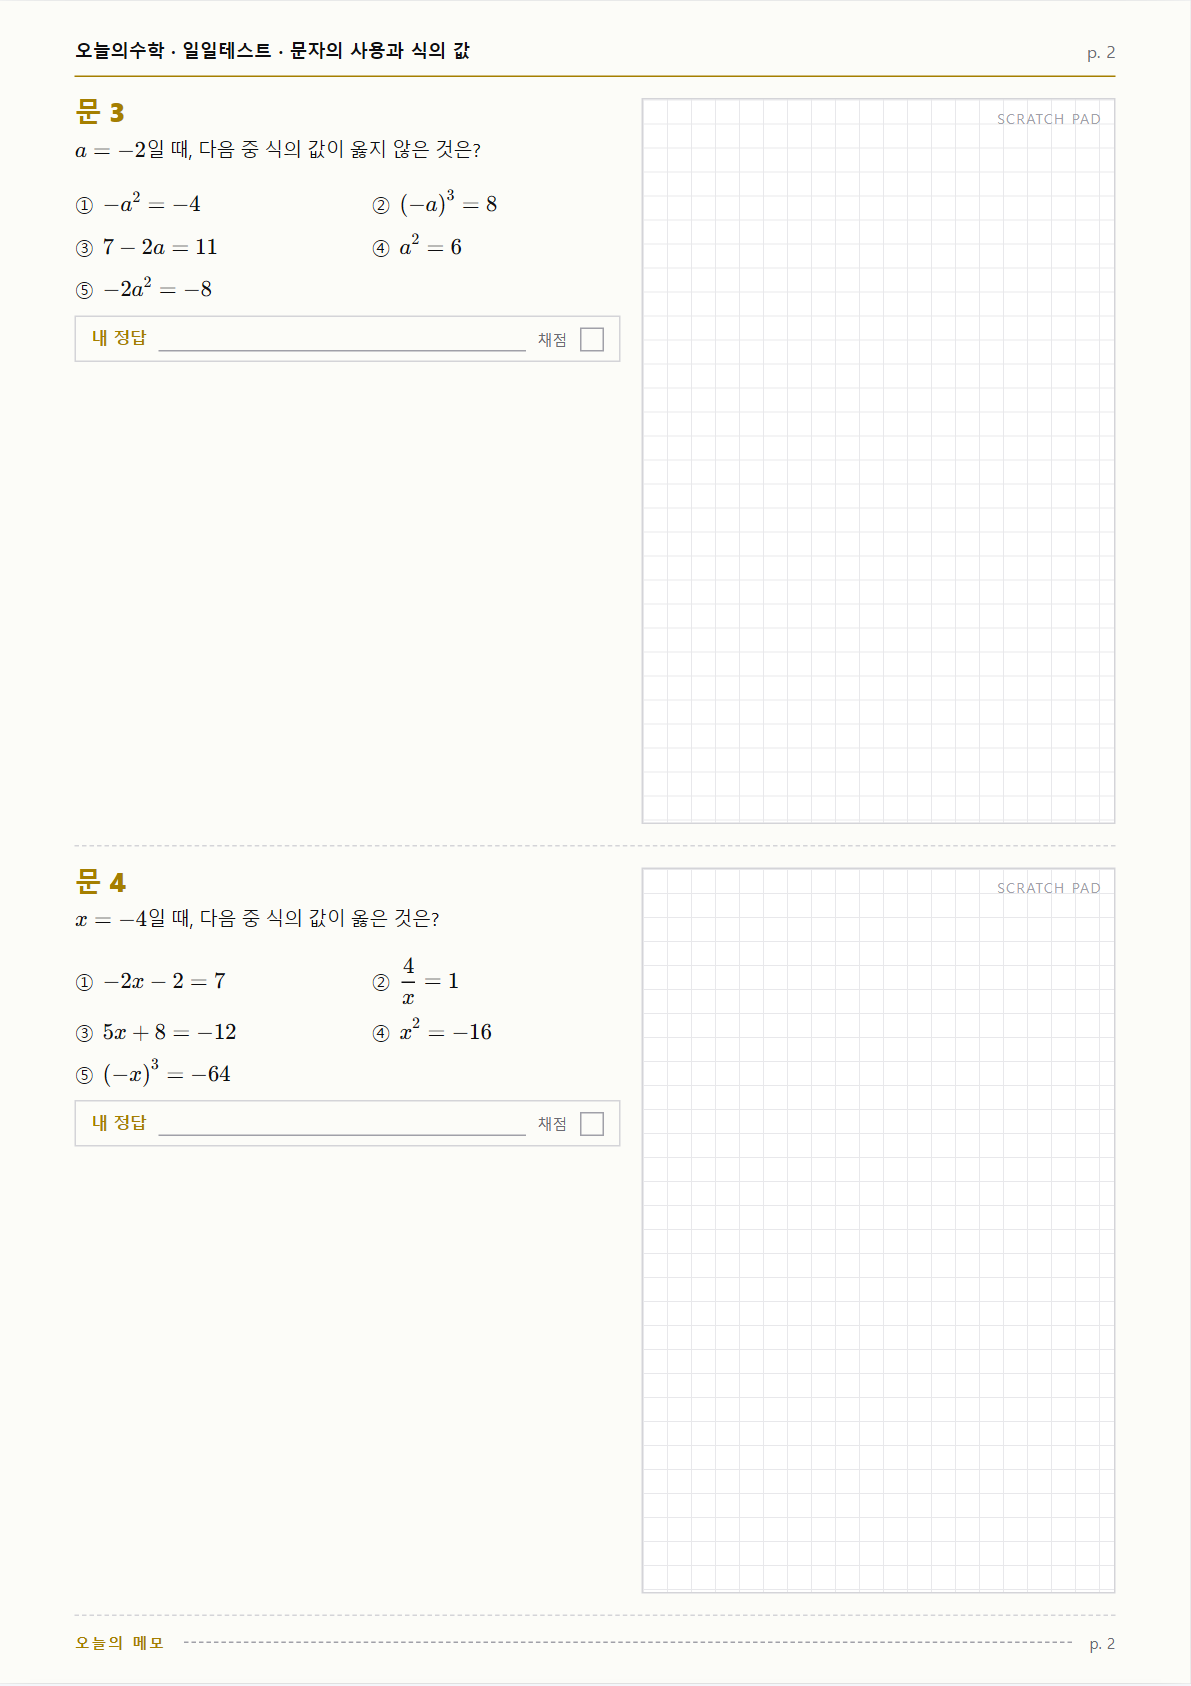 오늘의수학 · 일일테스트 · 문자의 사용과 식의 값
p. 2
문 3
SCRATCH PAD
a = −2일 때, 다음 중 식의 값이 옳지 않은 것은?
① −a² = −4
② (−a)³ = 8
③ 7 − 2a = 11
④ a² = 6
⑤ −2a² = −8
내 정답
채점
문 4
SCRATCH PAD
x = −4일 때, 다음 중 식의 값이 옳은 것은?
① −2x − 2 = 7
② 4/x = 1
③ 5x + 8 = −12
④ x² = −16
⑤ (−x)³ = −64
내 정답
채점
오늘의 메모
p. 2